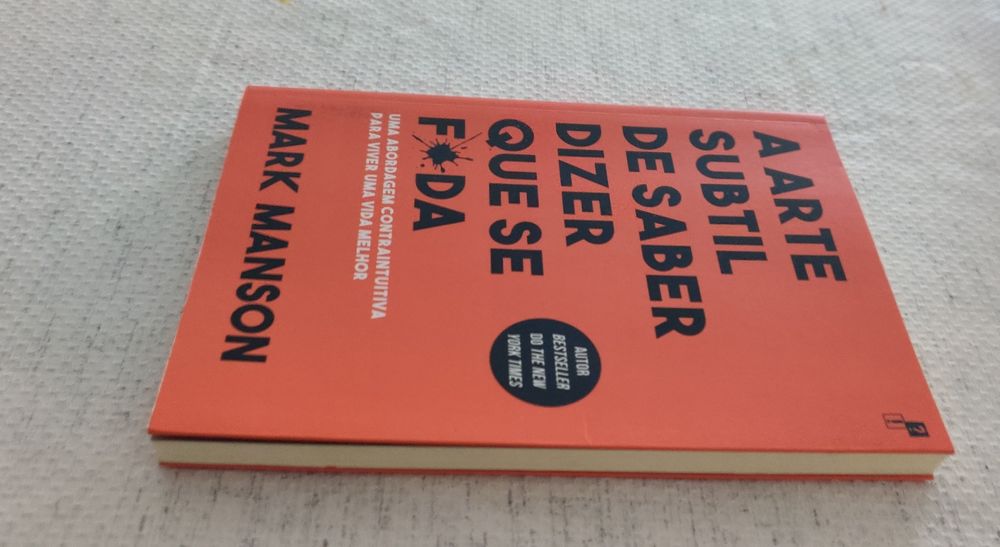 A ARTE
SUBTIL
DE SABER
DIZER
QUE SE
F*DA
UMA ABORDAGEM CONTRAINTUITIVA
PARA VIVER UMA VIDA MELHOR
MARK MANSON
AUTOR
BESTSELLER
DO THE NEW
YORK TIMES